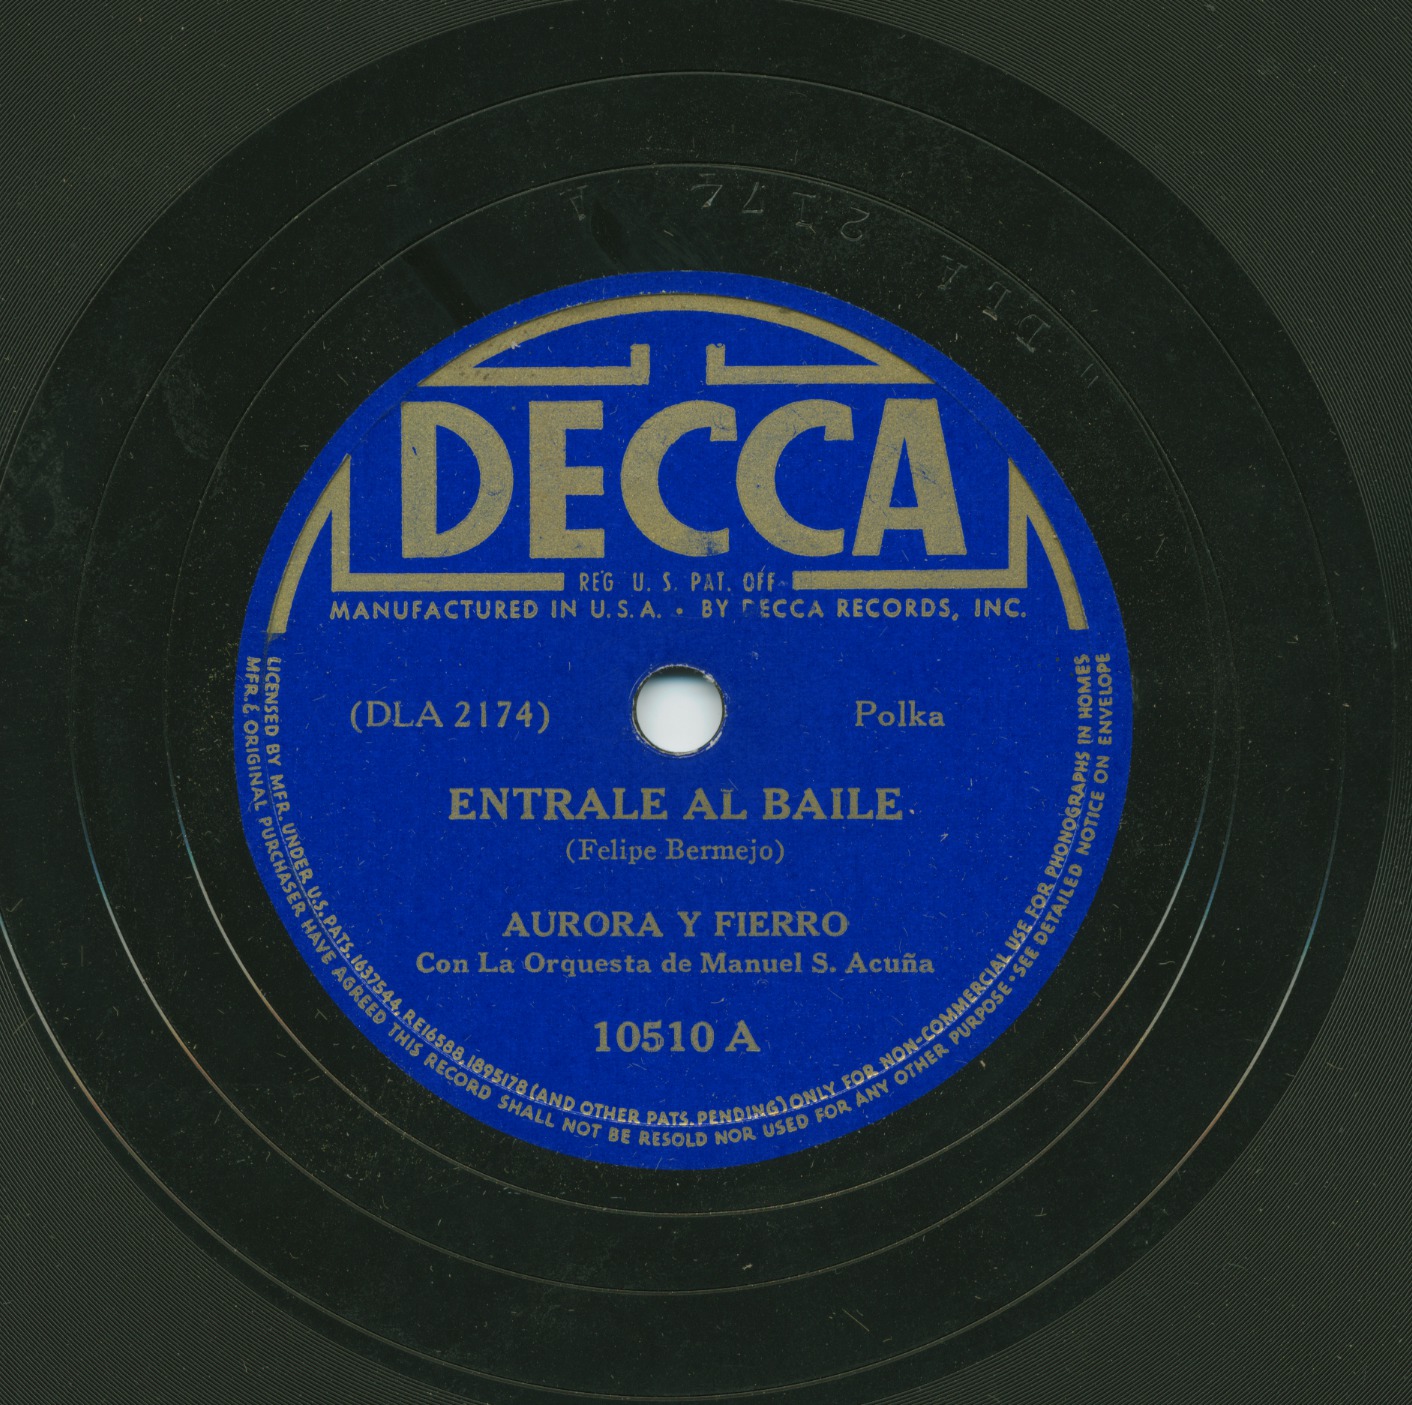 DLA 2174 A
DECCA
REG U. S. PAT. OFF.
MANUFACTURED IN U.S.A. • BY DECCA RECORDS, INC.
(DLA 2174)
Polka
ENTRALE AL BAILE
(Felipe Bermejo)
AURORA Y FIERRO
Con La Orquesta de Manuel S. Acuña
10510 A
LICENSED BY MFR. UNDER U.S. PATS. 1637544, RE16588, 1895178 (AND OTHER PATS. PENDING) ONLY FOR NON-COMMERCIAL USE FOR PHONOGRAPHS IN HOMES
MFR. & ORIGINAL PURCHASER HAVE AGREED THIS RECORD SHALL NOT BE RESOLD NOR USED FOR ANY OTHER PURPOSE • SEE DETAILED NOTICE ON ENVELOPE